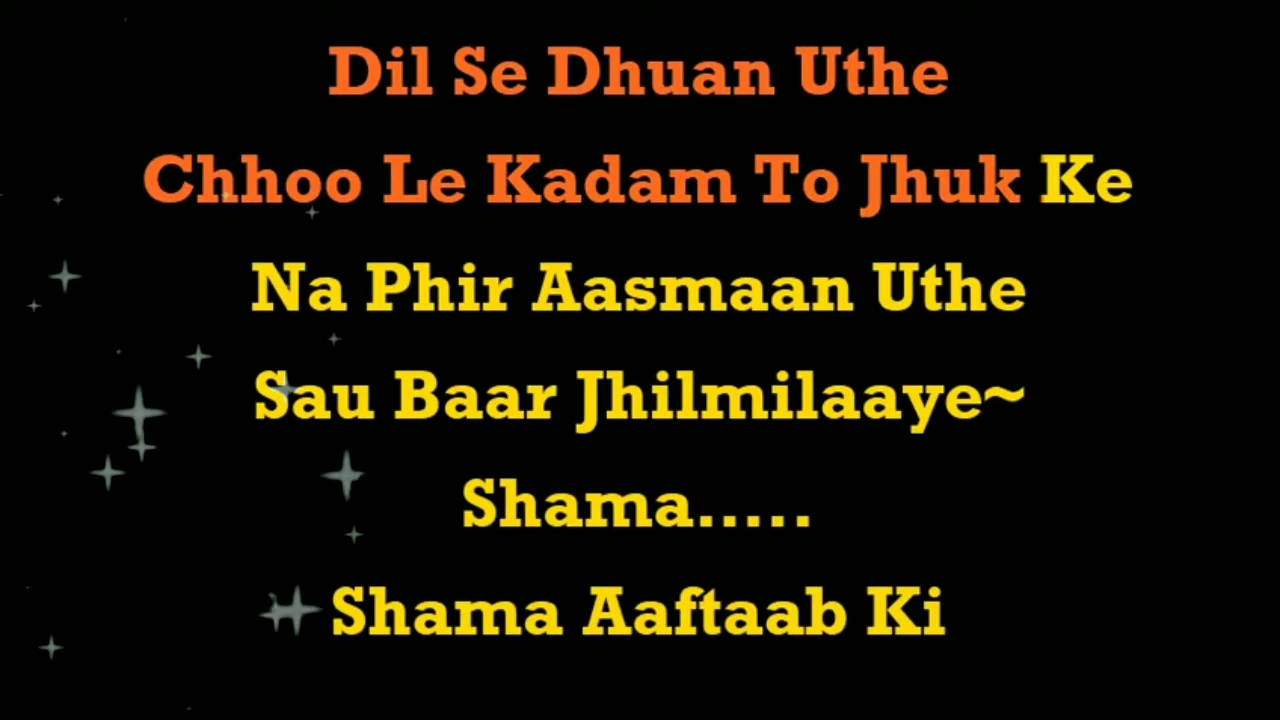 Dil Se Dhuan Uthe
Chhoo Le Kadam To Jhuk Ke
Na Phir Aasmaan Uthe
Sau Baar Jhilmilaaye~
Shama.....
Shama Aaftaab Ki